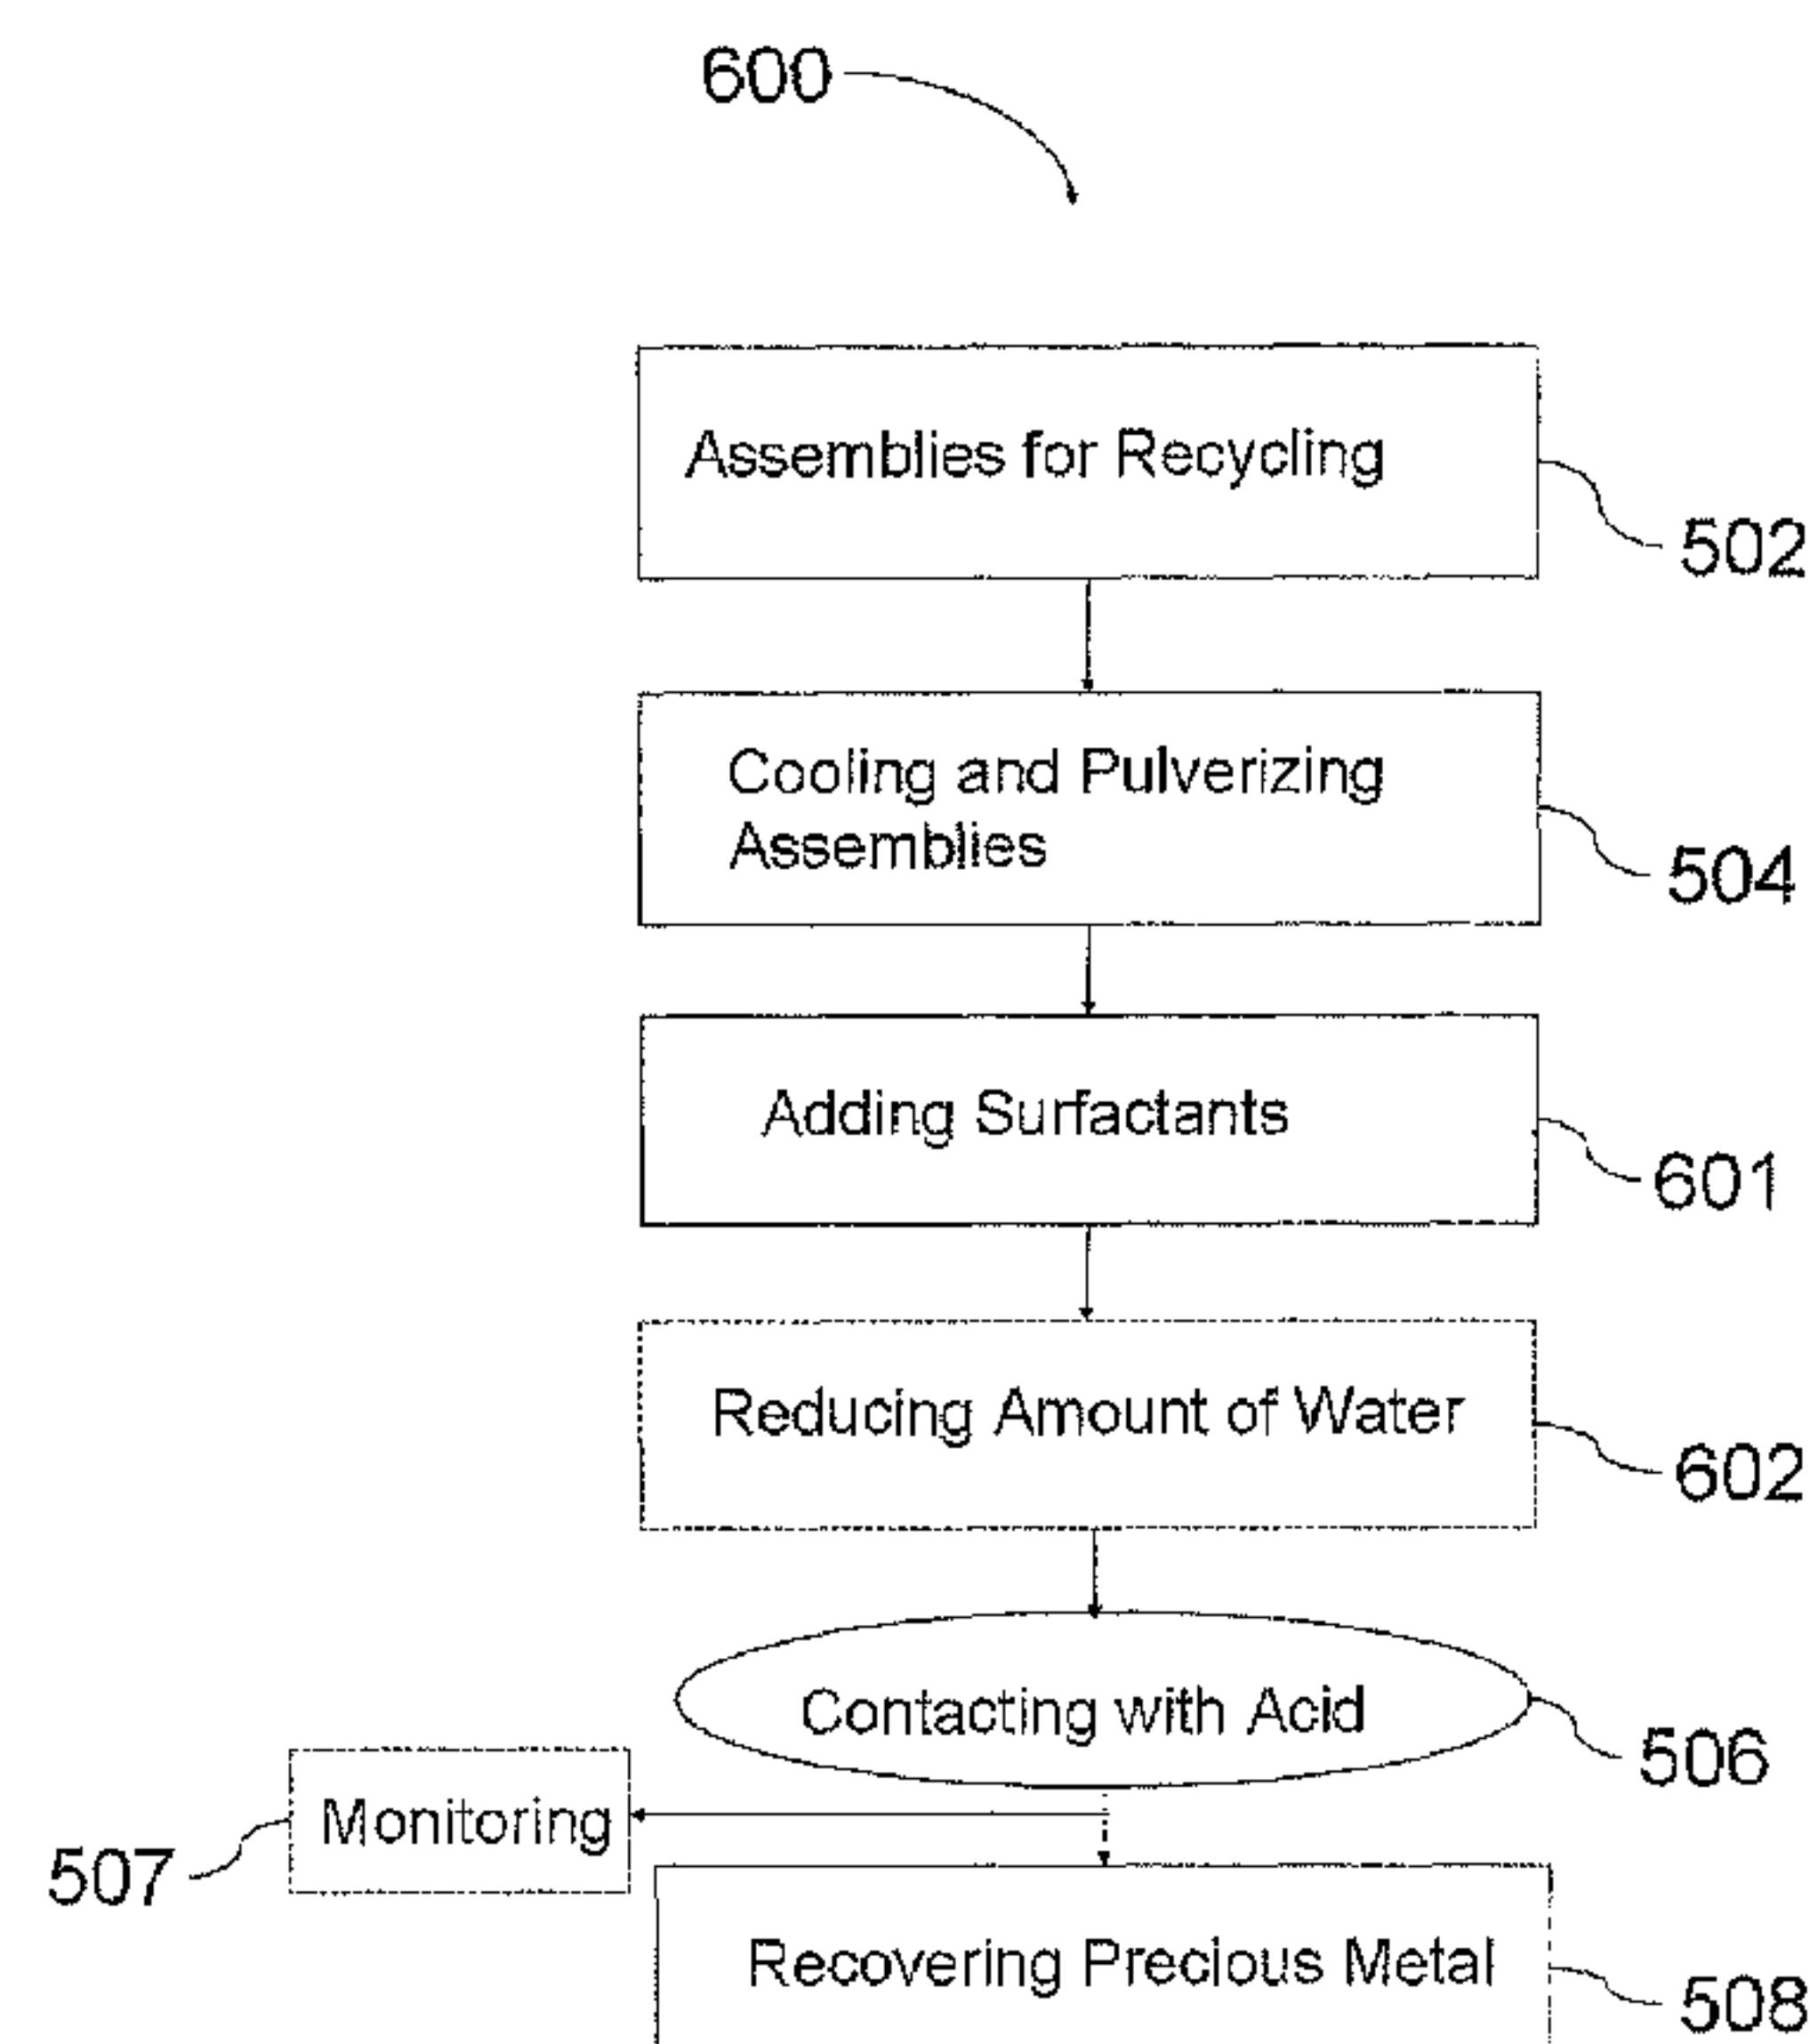 600
Assemblies for Recycling
502
Cooling and Pulverizing
Assemblies
504
Adding Surfactants
601
Reducing Amount of Water
602
Contacting with Acid
506
Monitoring
507
Recovering Precious Metal
508